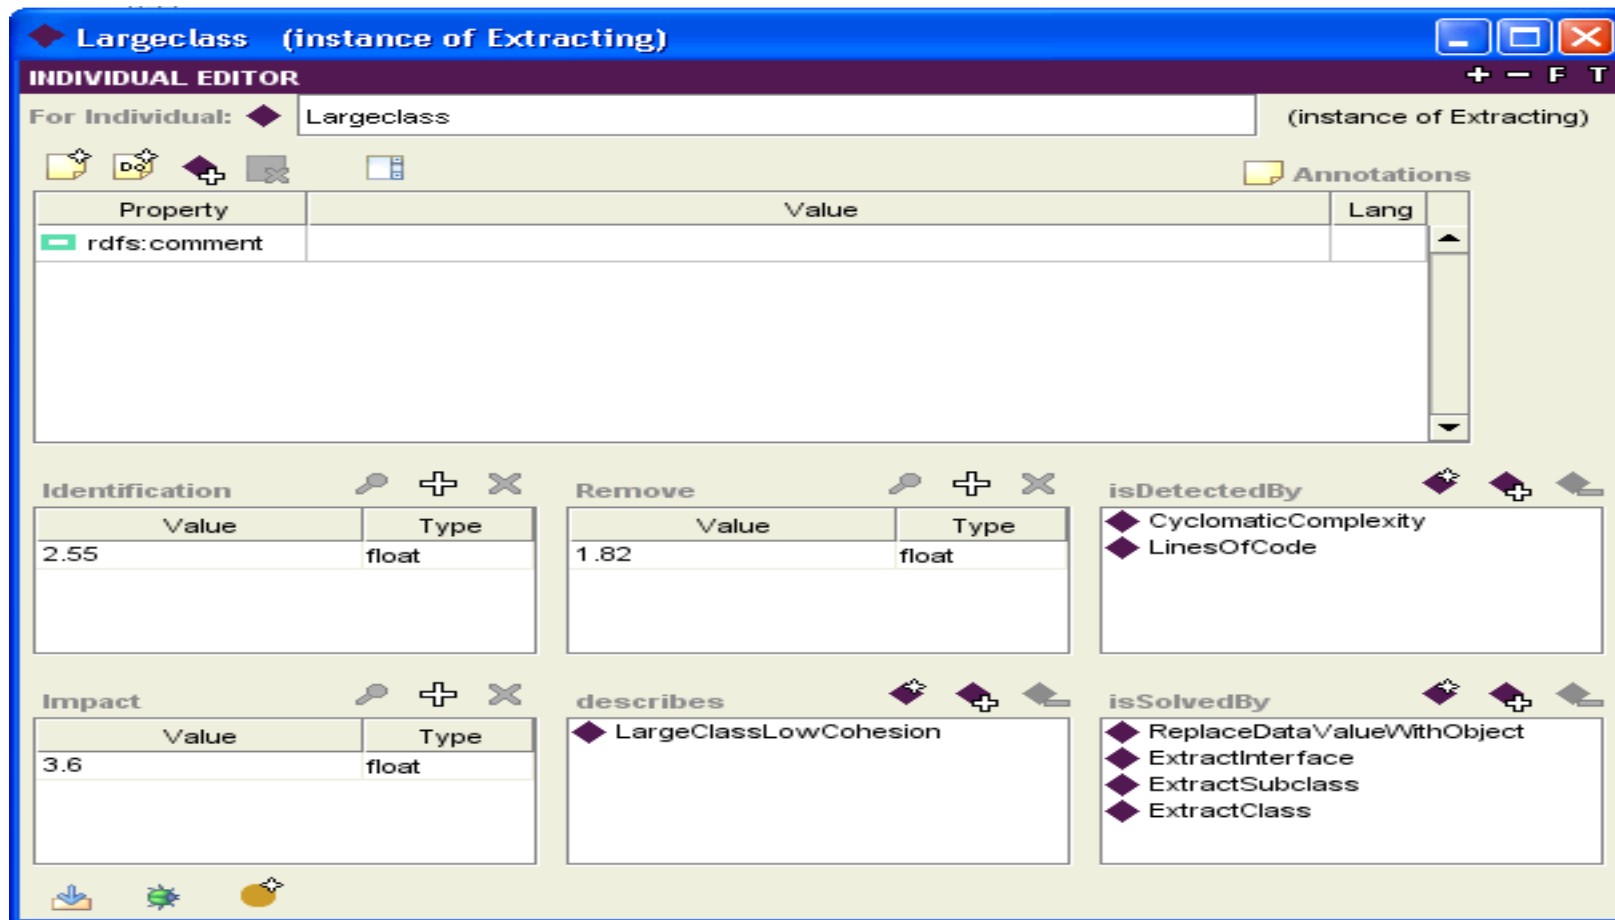 Largeclass (instance of Extracting)
INDIVIDUAL EDITOR
+ − F T
For Individual: Largeclass (instance of Extracting)
Annotations
Property Value Lang
rdfs:comment
Identification
Value Type
2.55 float
Remove
Value Type
1.82 float
isDetectedBy
CyclomaticComplexity
LinesOfCode
Impact
Value Type
3.6 float
describes
LargeClassLowCohesion
isSolvedBy
ReplaceDataValueWithObject
ExtractInterface
ExtractSubclass
ExtractClass